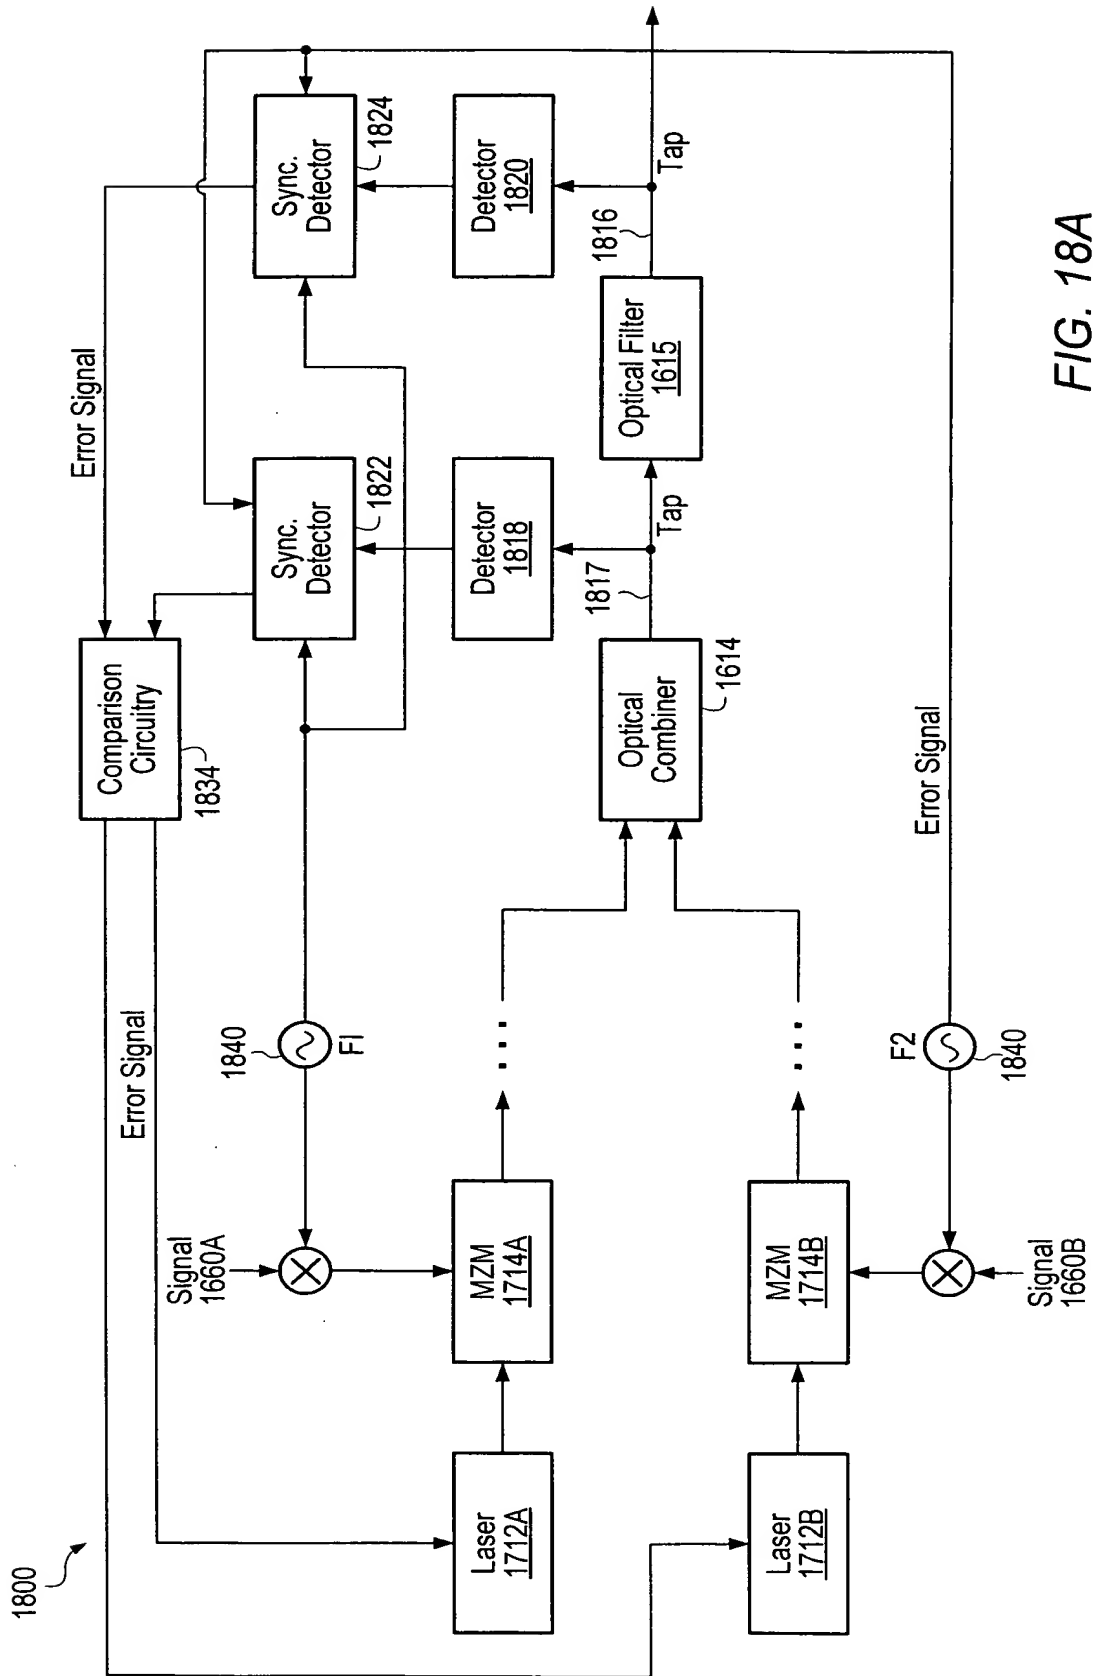 1800
Error Signal
Error Signal
Comparison
Circuitry
1834
Sync.
Detector
1822
Sync.
Detector
1824
1840
F1
Signal
1660A
Laser
1712A
MZM
1714A
Detector
1818
Detector
1820
Optical
Combiner
1614
1817
Tap
Optical Filter
1615
1816
Tap
Laser
1712B
MZM
1714B
Signal
1660B
F2
1840
Error Signal
FIG. 18A